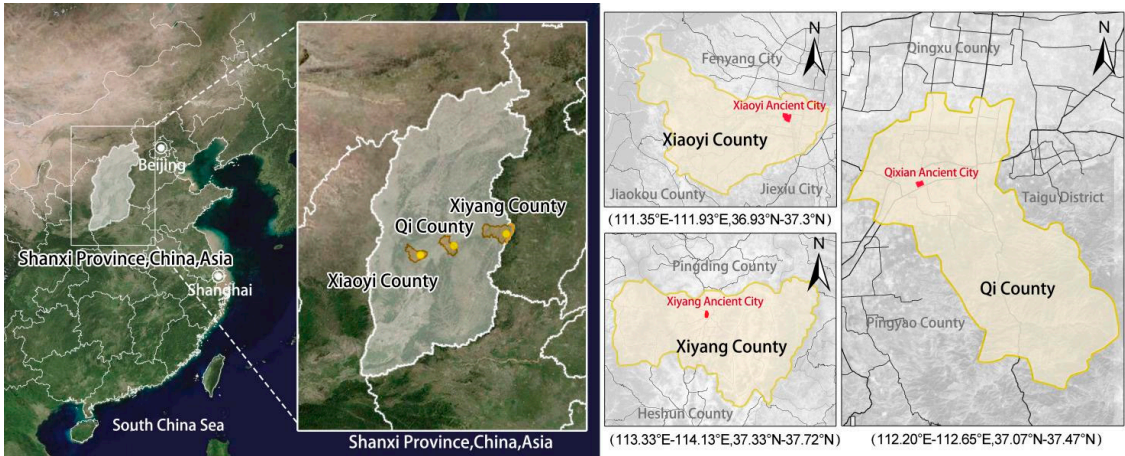 Beijing
Shanxi Province,China,Asia
Shanghai
South China Sea
Xiyang County
Qi County
Xiaoyi County
Shanxi Province,China,Asia
N
Fenyang City
Xiaoyi Ancient City
Xiaoyi County
Jiaokou County
Jiexiu City
(111.35°E-111.93°E,36.93°N-37.3°N)
N
Pingding County
Xiyang Ancient City
Xiyang County
Heshun County
(113.33°E-114.13°E,37.33°N-37.72°N)
N
Qingxu County
Qixian Ancient City
Taigu District
Qi County
Pingyao County
(112.20°E-112.65°E,37.07°N-37.47°N)